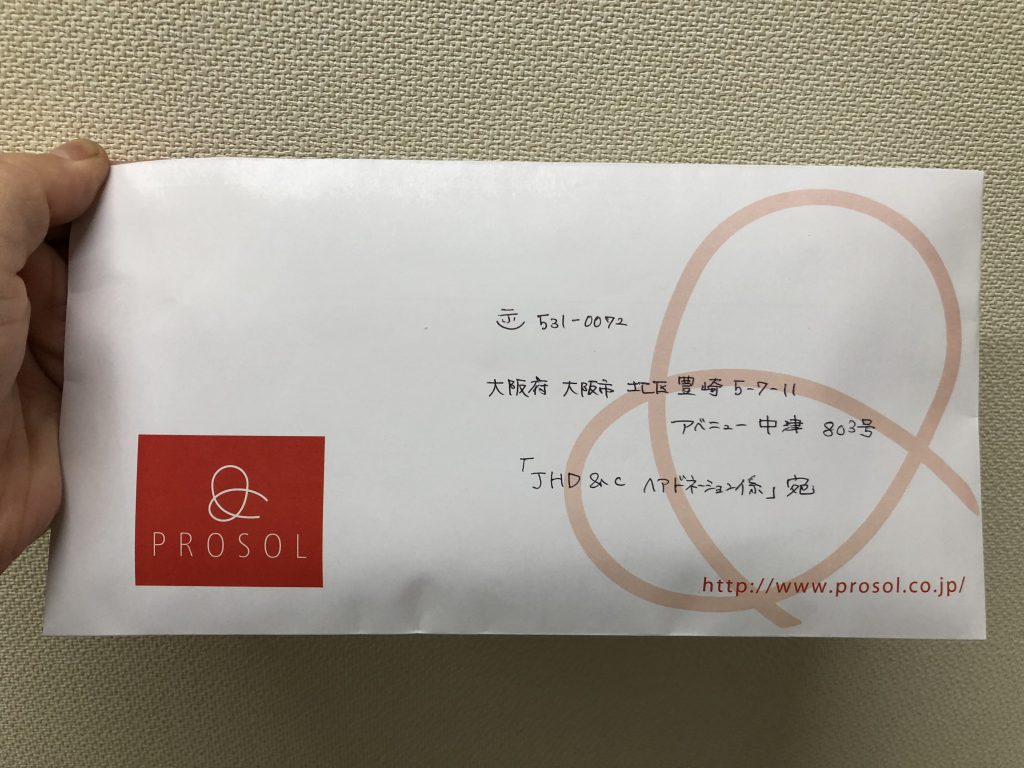 〒 531-0072
大阪府 大阪市 北区 豊崎 5-7-11
アベニュー 中津 803号
「JHD&C ヘアドネーション係」宛
PROSOL
http://www.prosol.co.jp/